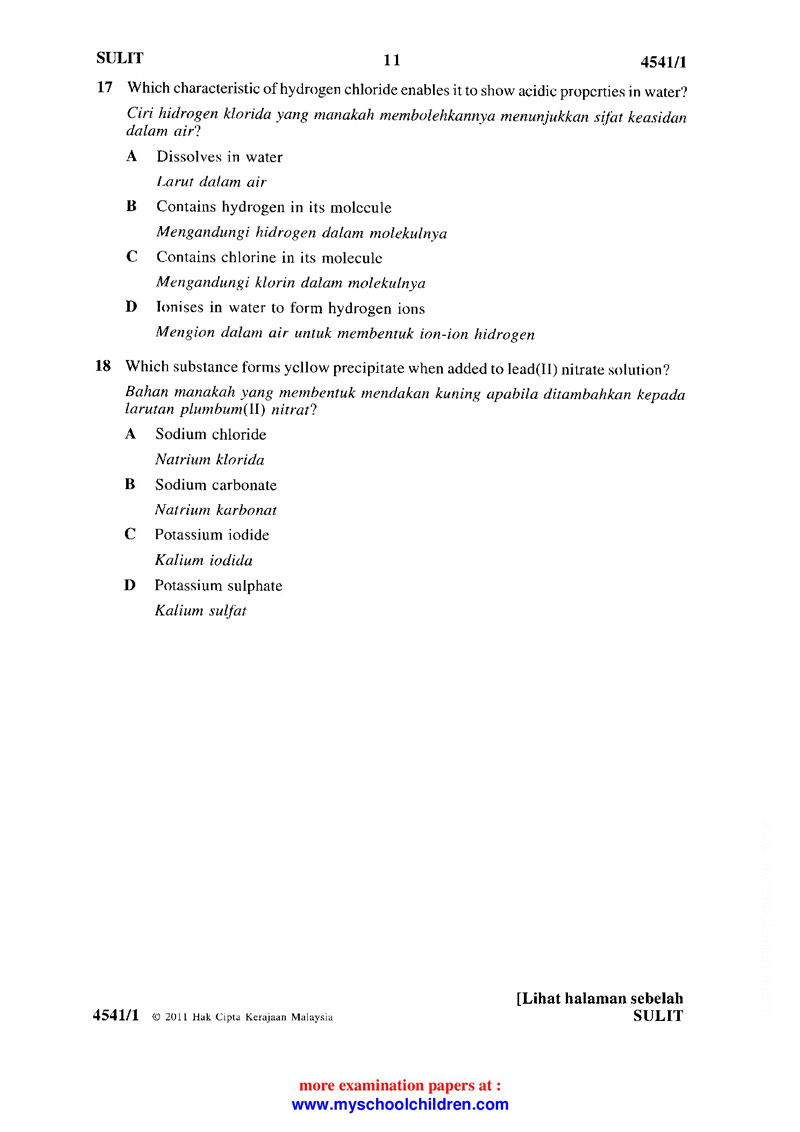 SULIT 11 4541/1
17 Which characteristic of hydrogen chloride enables it to show acidic properties in water?
Ciri hidrogen klorida yang manakah membolehkannya menunjukkan sifat keasidan
dalam air?
A Dissolves in water
Larut dalam air
B Contains hydrogen in its molecule
Mengandungi hidrogen dalam molekulnya
C Contains chlorine in its molecule
Mengandungi klorin dalam molekulnya
D Ionises in water to form hydrogen ions
Mengion dalam air untuk membentuk ion-ion hidrogen
18 Which substance forms yellow precipitate when added to lead(II) nitrate solution?
Bahan manakah yang membentuk mendakan kuning apabila ditambahkan kepada
larutan plumbum(II) nitrat?
A Sodium chloride
Natrium klorida
B Sodium carbonate
Natrium karbonat
C Potassium iodide
Kalium iodida
D Potassium sulphate
Kalium sulfat
[Lihat halaman sebelah
4541/1 © 2011 Hak Cipta Kerajaan Malaysia SULIT
more examination papers at :
www.myschoolchildren.com